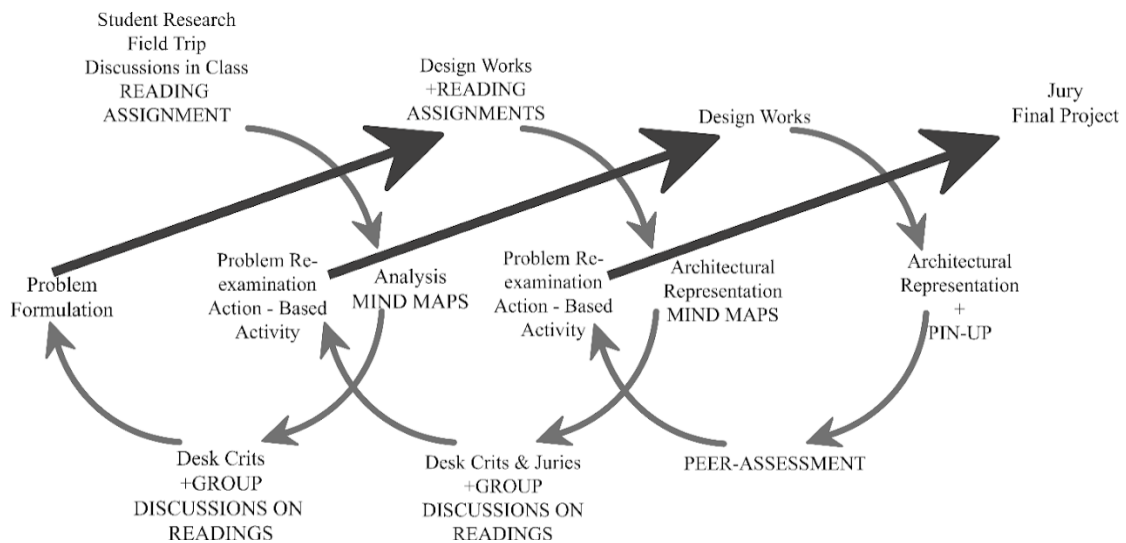 Student Research
Field Trip
Discussions in Class
READING
ASSIGNMENT
Design Works
+READING
ASSIGNMENTS
Design Works
Jury
Final Project
Problem
Formulation
Problem Re-
examination
Action - Based
Activity
Analysis
MIND MAPS
Problem Re-
examination
Action - Based
Activity
Architectural
Representation
MIND MAPS
Architectural
Representation
+
PIN-UP
Desk Crits
+GROUP
DISCUSSIONS ON
READINGS
Desk Crits & Juries
+GROUP
DISCUSSIONS ON
READINGS
PEER-ASSESSMENT